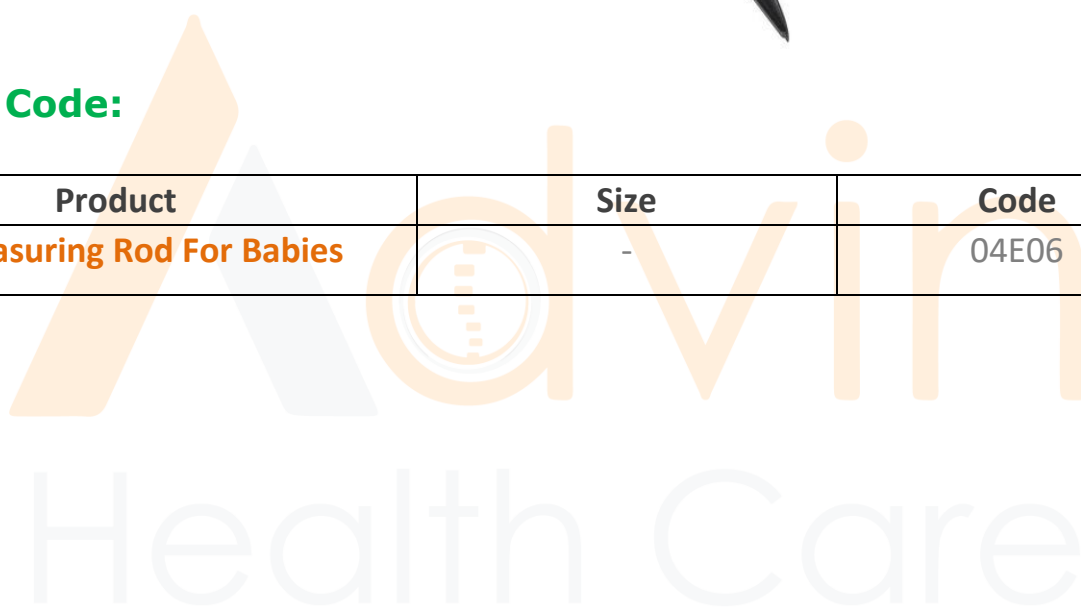 Code:
Product Size Code
asuring Rod For Babies - 04E06
Advin
Health Care